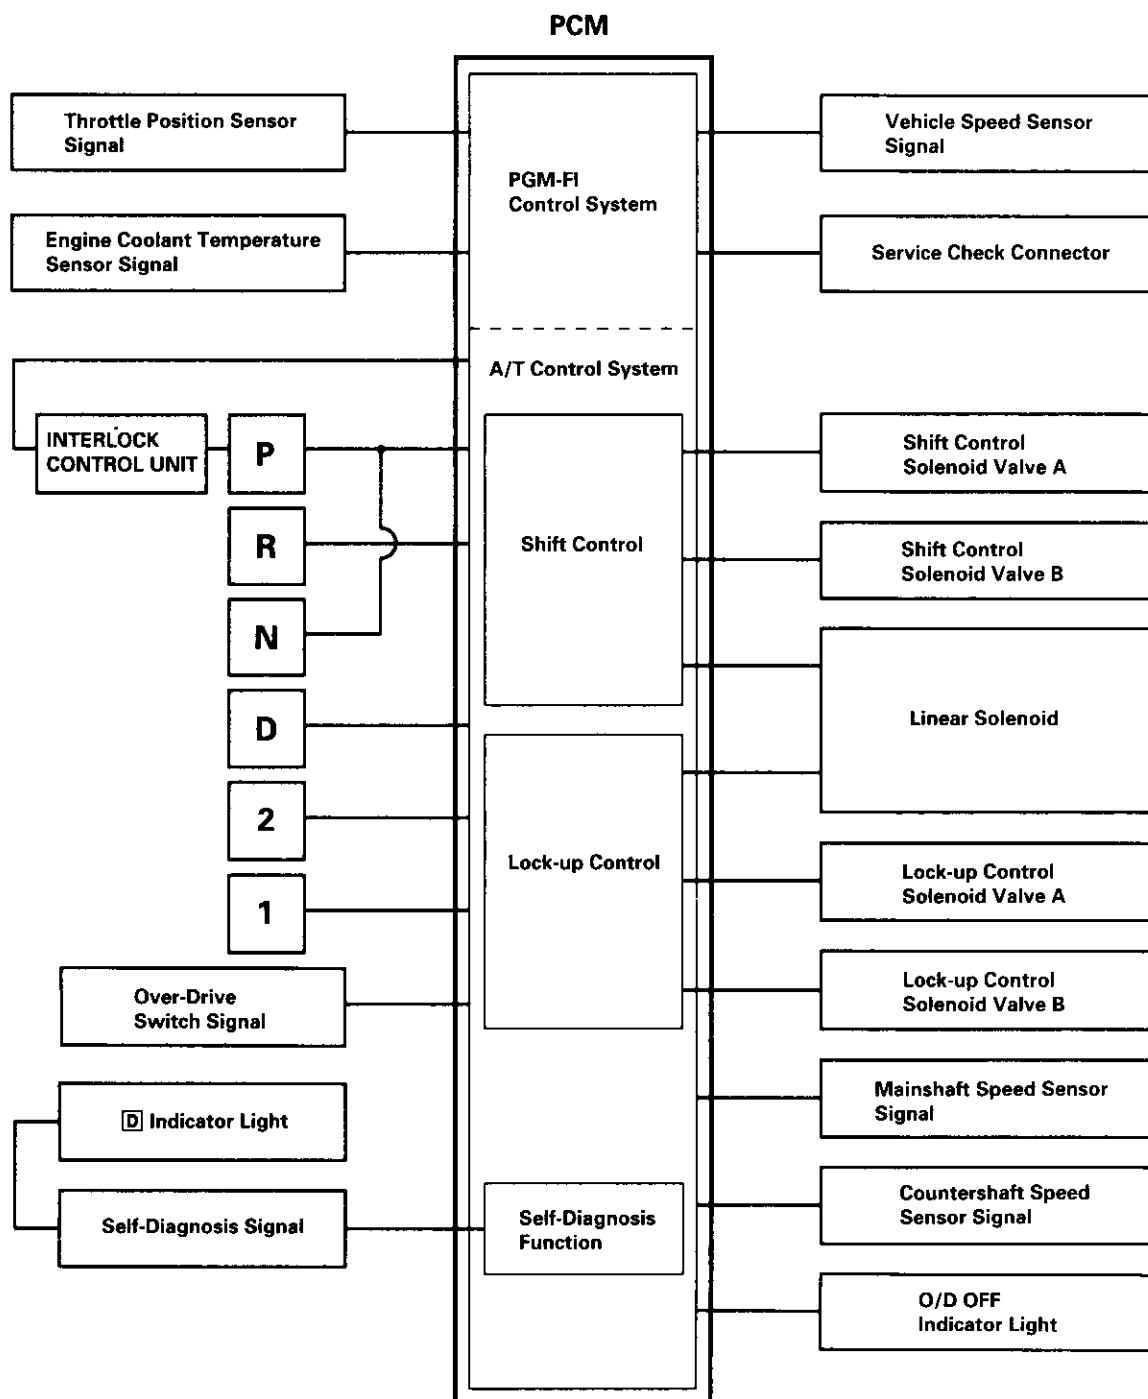 PCM
Throttle Position Sensor
Signal
Engine Coolant Temperature
Sensor Signal
INTERLOCK
CONTROL UNIT
P
R
N
D
2
1
Over-Drive
Switch Signal
D Indicator Light
Self-Diagnosis Signal
PGM-FI
Control System
A/T Control System
Shift Control
Lock-up Control
Self-Diagnosis
Function
Vehicle Speed Sensor
Signal
Service Check Connector
Shift Control
Solenoid Valve A
Shift Control
Solenoid Valve B
Linear Solenoid
Lock-up Control
Solenoid Valve A
Lock-up Control
Solenoid Valve B
Mainshaft Speed Sensor
Signal
Countershaft Speed
Sensor Signal
O/D OFF
Indicator Light